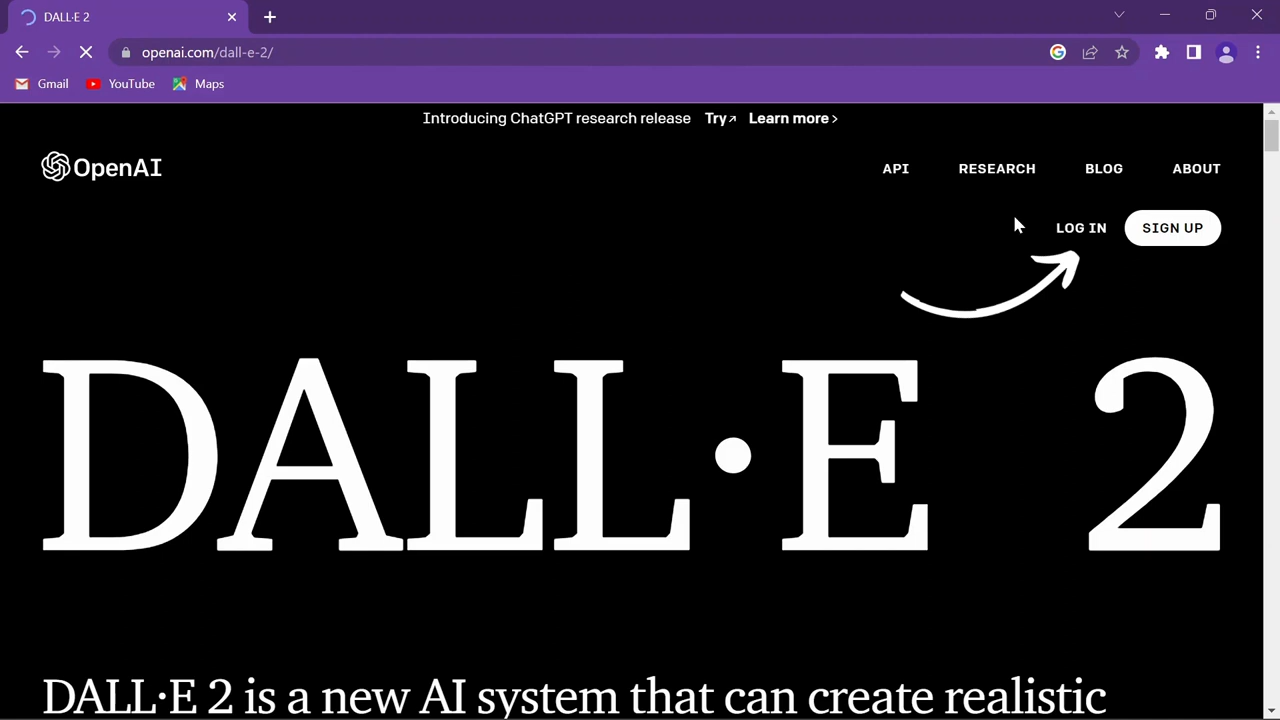 DALL·E 2
openai.com/dall-e-2/
Gmail YouTube Maps
Introducing ChatGPT research release Try↗ Learn more >
OpenAI
API RESEARCH BLOG ABOUT
LOG IN SIGN UP
DALL·E 2
DALL·E 2 is a new AI system that can create realistic